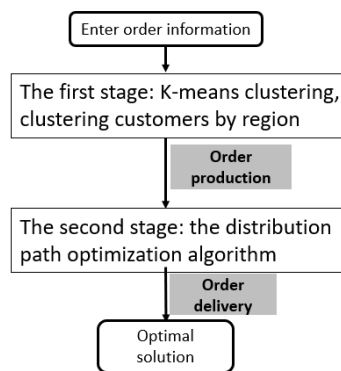 Enter order information
The first stage: K-means clustering,
clustering customers by region
Order
production
The second stage: the distribution
path optimization algorithm
Order
delivery
Optimal
solution